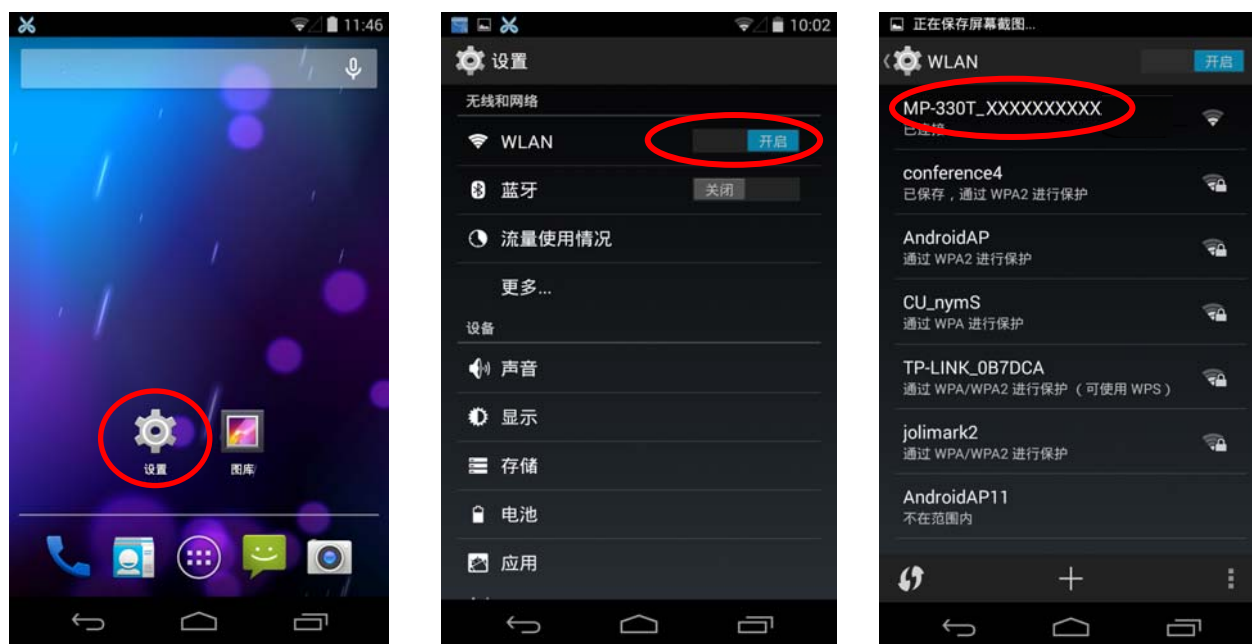 11:46
设置
图库
10:02
设置
无线和网络
WLAN
开启
蓝牙
关闭
流量使用情况
更多...
设备
声音
显示
存储
电池
应用
正在保存屏幕截图...
WLAN
开启
MP-330T_XXXXXXXXXX
已连接
conference4
已保存，通过 WPA2 进行保护
AndroidAP
通过 WPA2 进行保护
CU_nymS
通过 WPA 进行保护
TP-LINK_0B7DCA
通过 WPA/WPA2 进行保护 （可使用 WPS）
jolimark2
通过 WPA/WPA2 进行保护
AndroidAP11
不在范围内